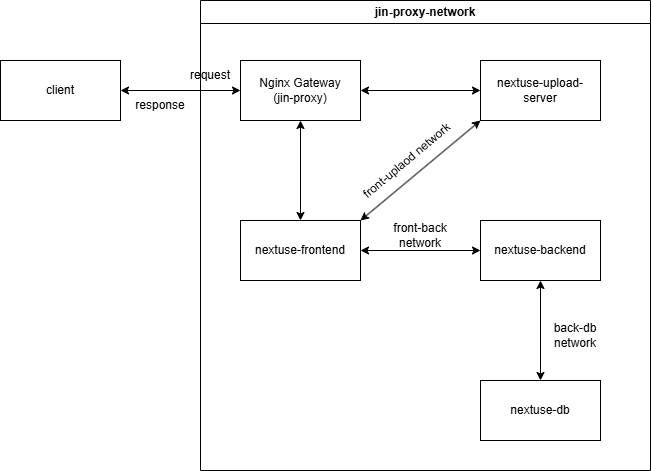 jin-proxy-network
client
request
response
Nginx Gateway
(jin-proxy)
nextuse-upload-
server
front-uplaod network
nextuse-frontend
front-back
network
nextuse-backend
back-db
network
nextuse-db